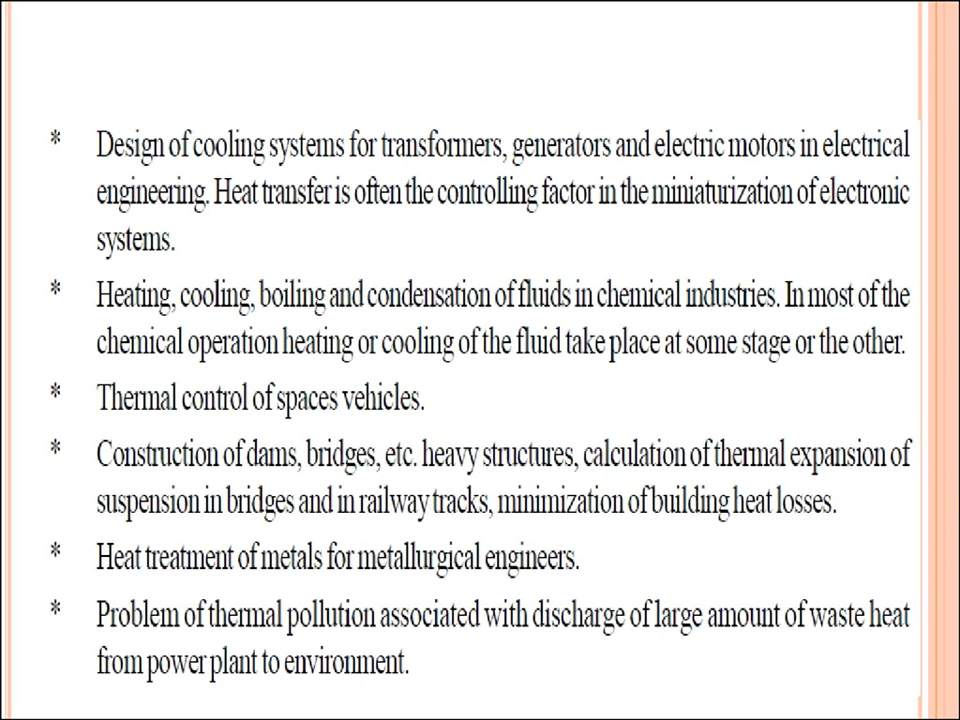 * Design of cooling systems for transformers, generators and electric motors in electrical
engineering. Heat transfer is often the controlling factor in the miniaturization of electronic
systems.
* Heating, cooling, boiling and condensation of fluids in chemical industries. In most of the
chemical operation heating or cooling of the fluid take place at some stage or the other.
* Thermal control of spaces vehicles.
* Construction of dams, bridges, etc. heavy structures, calculation of thermal expansion of
suspension in bridges and in railway tracks, minimization of building heat losses.
* Heat treatment of metals for metallurgical engineers.
* Problem of thermal pollution associated with discharge of large amount of waste heat
from power plant to environment.